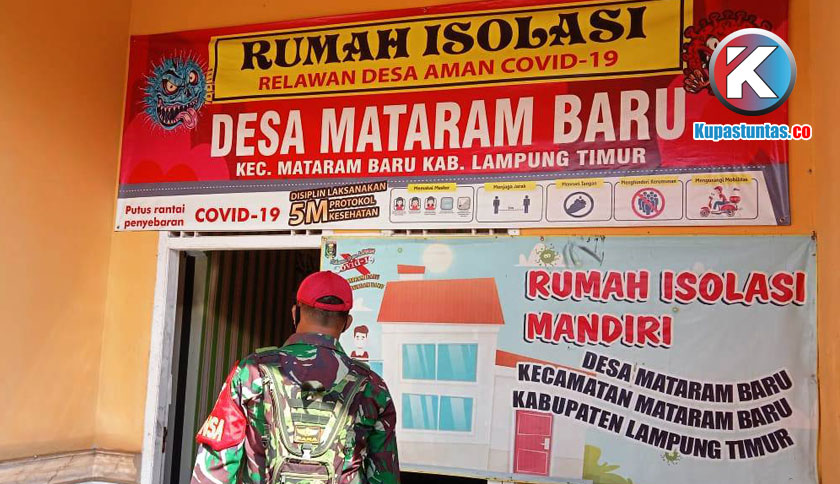 RUMAH ISOLASI
RELAWAN DESA AMAN COVID-19
DESA MATARAM BARU
KEC. MATARAM BARU KAB. LAMPUNG TIMUR
Putus rantai
penyebaran
COVID-19
DISIPLIN LAKSANAKAN
5M PROTOKOL
KESEHATAN
Memakai Masker
Menjaga Jarak
Mencuci Tangan
Menghindari Kerumunan
Mengurangi Mobilitas
K
Kupastuntas.co
RUMAH ISOLASI
MANDIRI
DESA MATARAM BARU
KECAMATAN MATARAM BARU
KABUPATEN LAMPUNG TIMUR